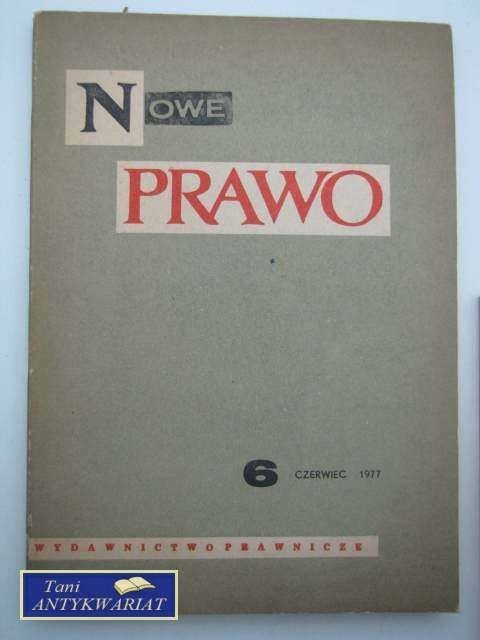 NOWE
PRAWO
6 CZERWIEC 1977
WYDAWNICTWO PRAWNICZE
Tani
ANTYKWARIAT